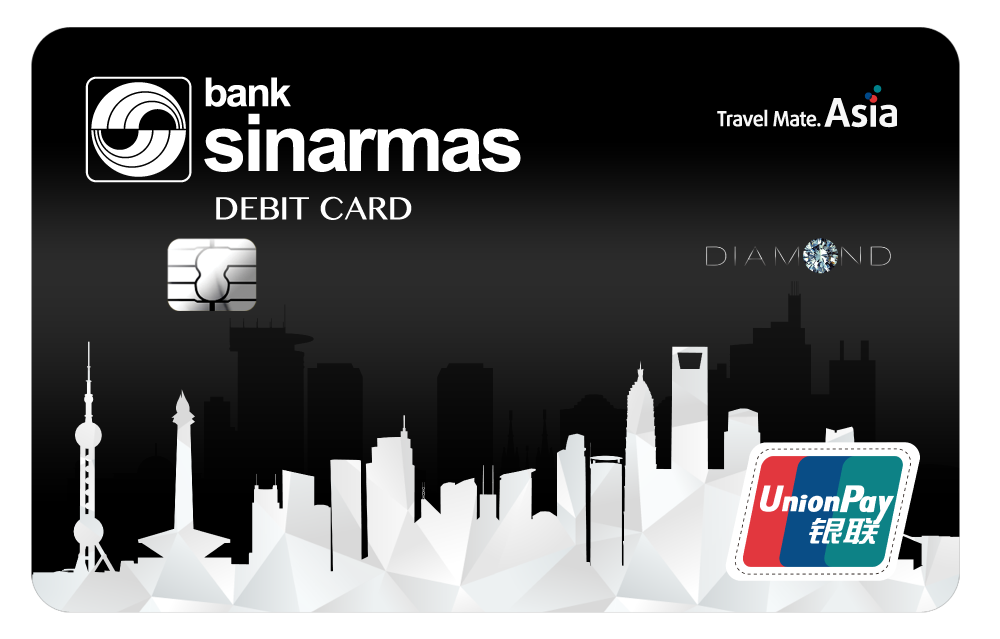 bank
sinarmas
Travel Mate. Asia
DEBIT CARD
DIAMOND
UnionPay
银联